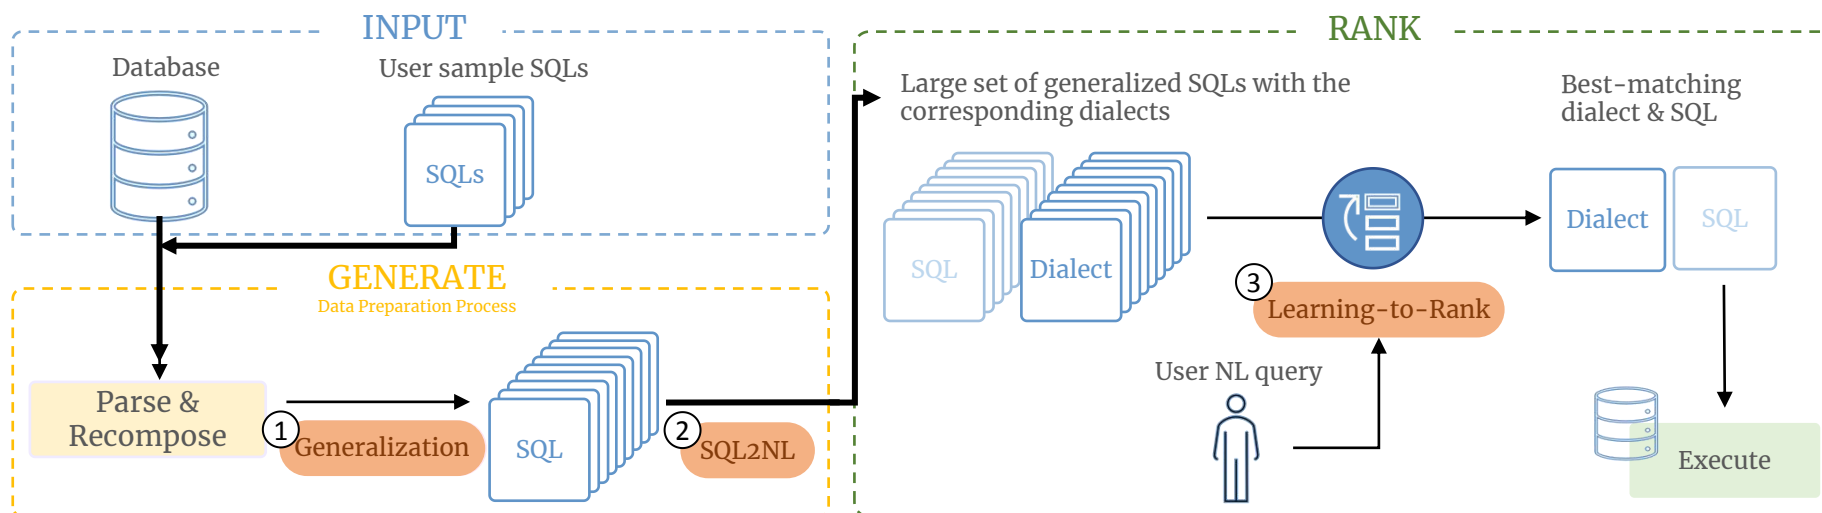 INPUT
Database
User sample SQLs
SQLs
GENERATE
Data Preparation Process
Parse &
Recompose
1
Generalization
SQL
2
SQL2NL
RANK
Large set of generalized SQLs with the
corresponding dialects
SQL
Dialect
3
Learning-to-Rank
User NL query
Best-matching
dialect & SQL
Dialect
SQL
Execute